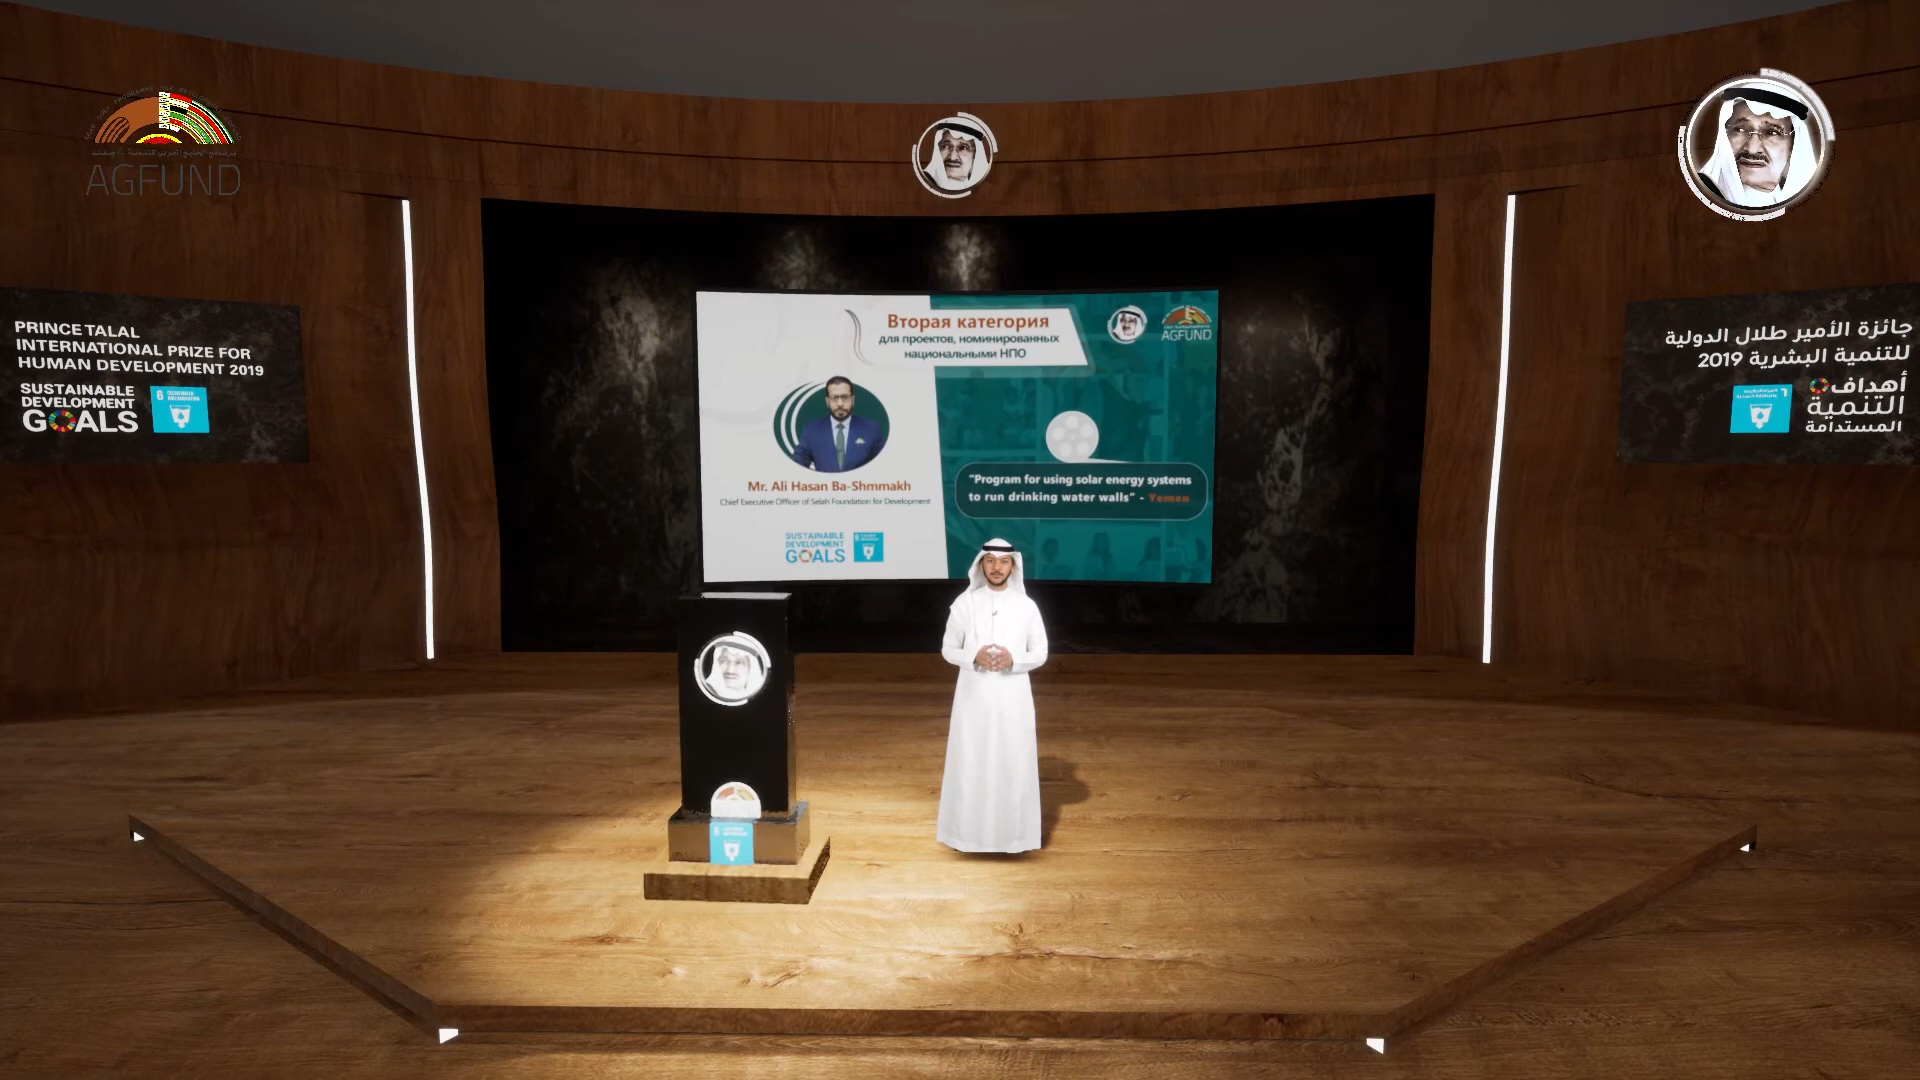 AGFUND
PRINCE TALAL
INTERNATIONAL PRIZE FOR
HUMAN DEVELOPMENT 2019
SUSTAINABLE
DEVELOPMENT
GOALS
6
Вторая категория
для проектов, номинированных
национальными НПО
AGFUND
Mr. Ali Hasan Ba-Shmmakh
Chief Executive Officer of Selah Foundation for Development
SUSTAINABLE
DEVELOPMENT
GOALS
6
"Program for using solar energy systems
to run drinking water walls" - Yemen
جائزة الأمير طلال الدولية
للتنمية البشرية 2019
أهداف
التنمية
المستدامة
٦